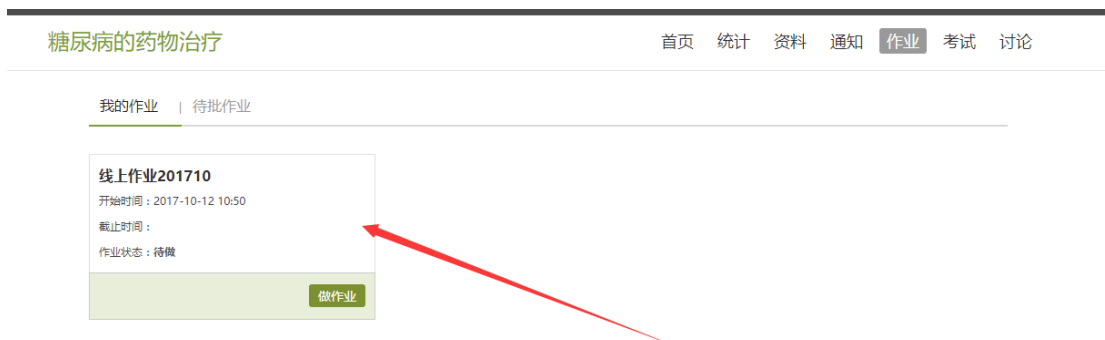 糖尿病的药物治疗 首页 统计 资料 通知 作业 考试 讨论
我的作业 | 待批作业
线上作业201710
开始时间：2017-10-12 10:50
截止时间：
作业状态：待做
做作业